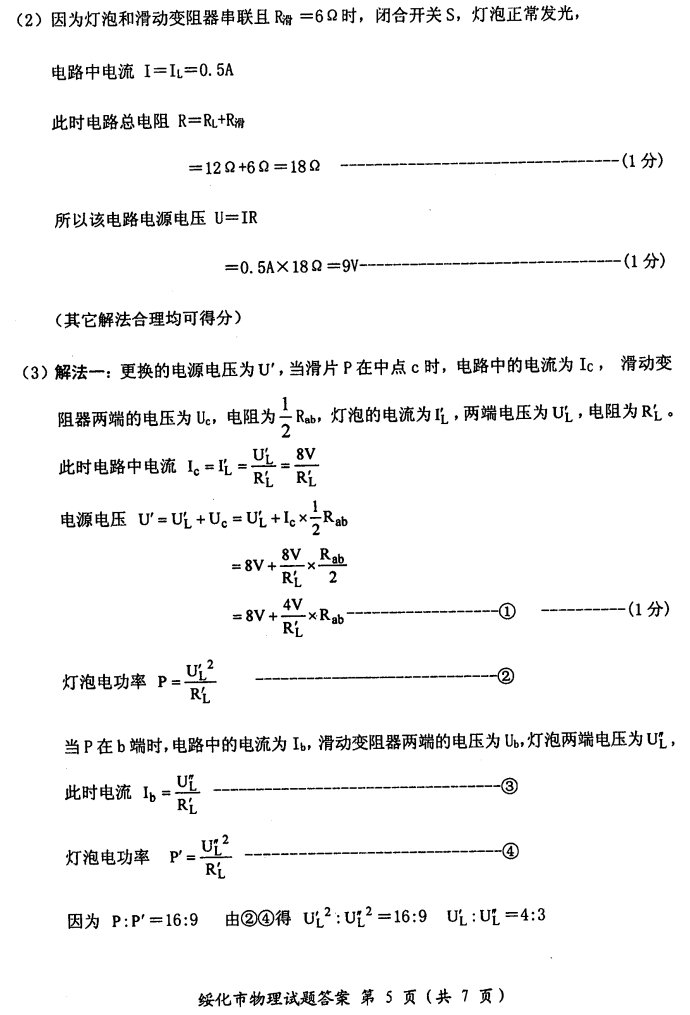 (2) 因为灯泡和滑动变阻器串联且 R滑 =6Ω时，闭合开关 S，灯泡正常发光，
电路中电流 I=IL=0.5A
此时电路总电阻 R=RL+R滑
=12Ω+6Ω=18Ω ----------------------------------(1 分)
所以该电路电源电压 U=IR
=0.5A×18Ω=9V--------------------------------(1 分)
（其它解法合理均可得分）
(3) 解法一：更换的电源电压为 U′，当滑片 P 在中点 c 时，电路中的电流为 Ic， 滑动变
阻器两端的电压为 Uc，电阻为 1/2 Rab，灯泡的电流为 I′L，两端电压为 U′L，电阻为 R′L。
此时电路中电流 Ic = I′L = U′L/R′L = 8V/R′L
电源电压 U′ = U′L + Uc = U′L + Ic × 1/2 Rab
= 8V + 8V/R′L × Rab/2
= 8V + 4V/R′L × Rab ------------------① ----------(1 分)
灯泡电功率 P = U′L²/R′L -----------------------------②
当 P 在 b 端时，电路中的电流为 Ib，滑动变阻器两端的电压为 Ub，灯泡两端电压为 U″L，
此时电流 Ib = U″L/R′L ----------------------------------③
灯泡电功率 P′ = U″L²/R′L ------------------------------④
因为 P:P′=16:9 由②④得 U′L²:U″L²=16:9 U′L:U″L=4:3
绥化市物理试题答案 第 5 页（共 7 页）